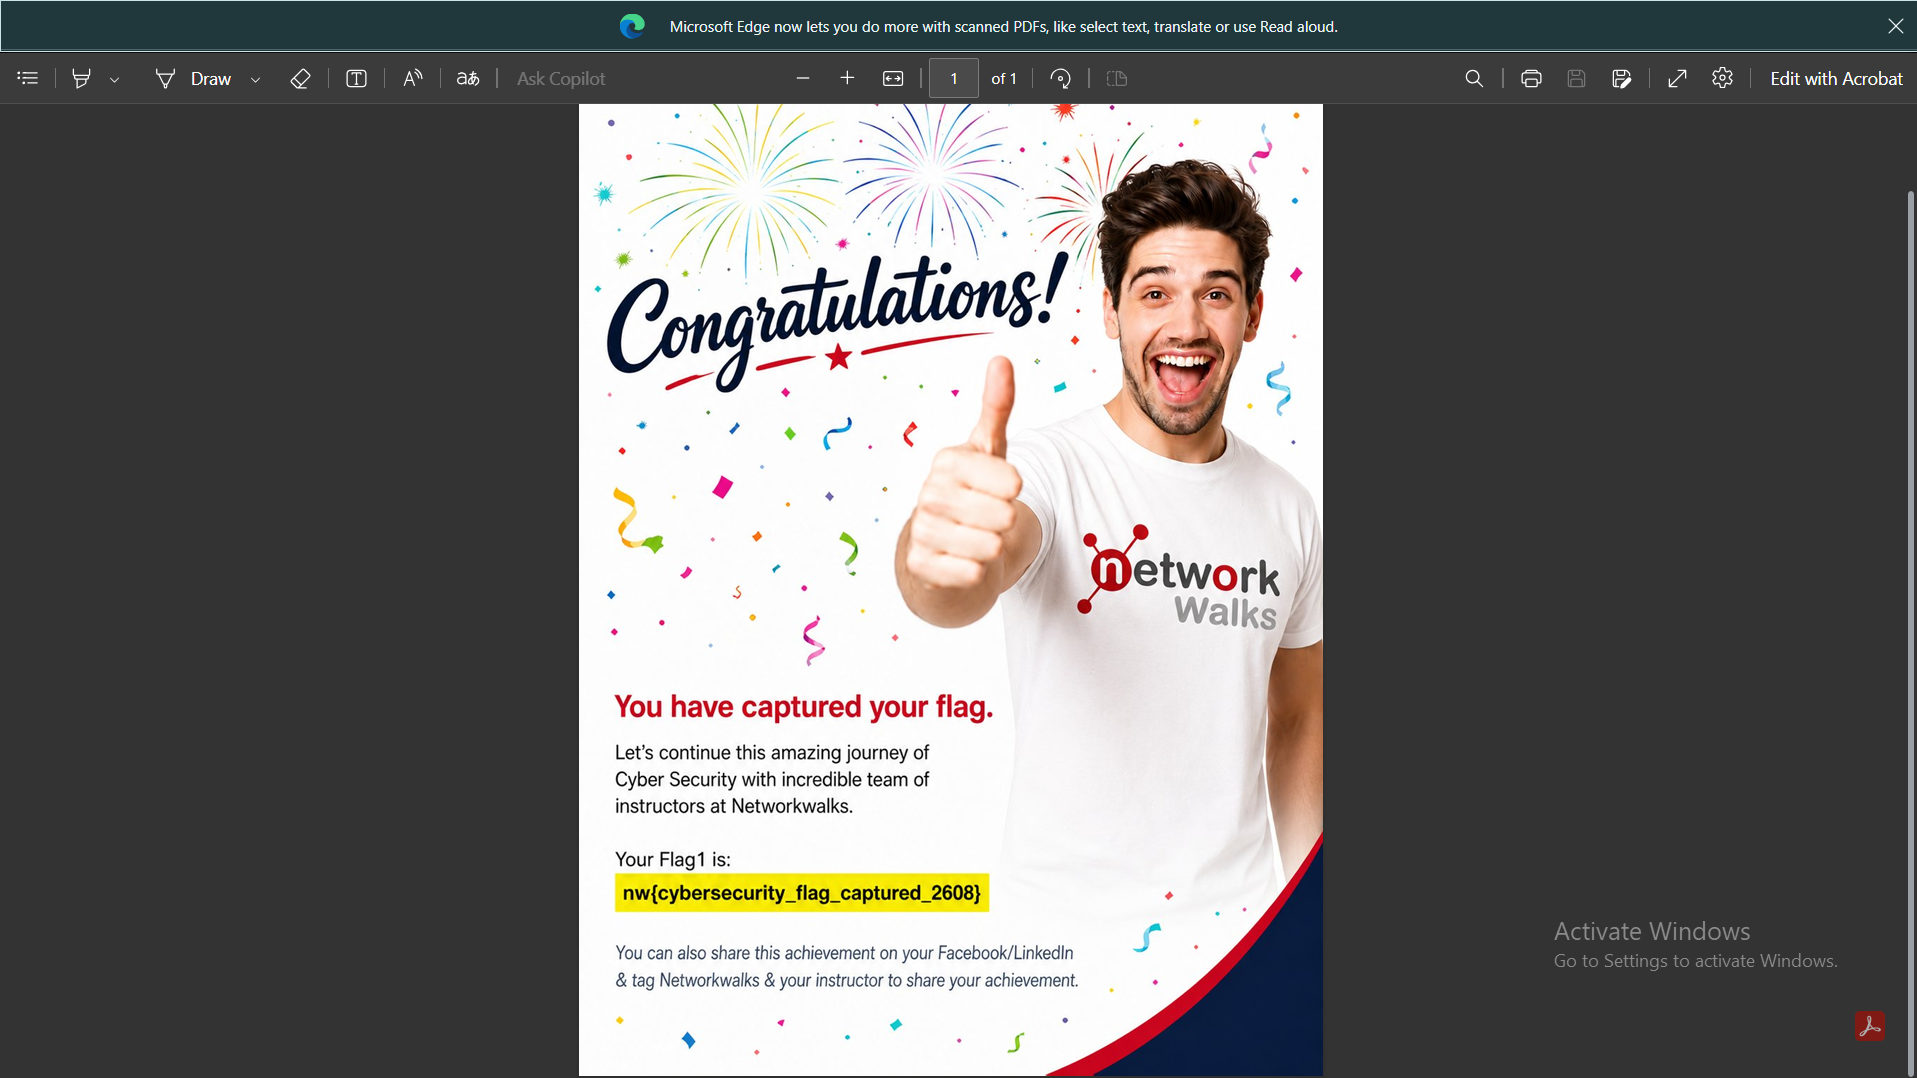 Microsoft Edge now lets you do more with scanned PDFs, like select text, translate or use Read aloud.
Draw
Ask Copilot
1 of 1
Edit with Acrobat
Congratulations!
network
Walks
You have captured your flag.
Let's continue this amazing journey of
Cyber Security with incredible team of
instructors at Networkwalks.
Your Flag1 is:
nw{cybersecurity_flag_captured_2608}
You can also share this achievement on your Facebook/LinkedIn
& tag Networkwalks & your instructor to share your achievement.
Activate Windows
Go to Settings to activate Windows.